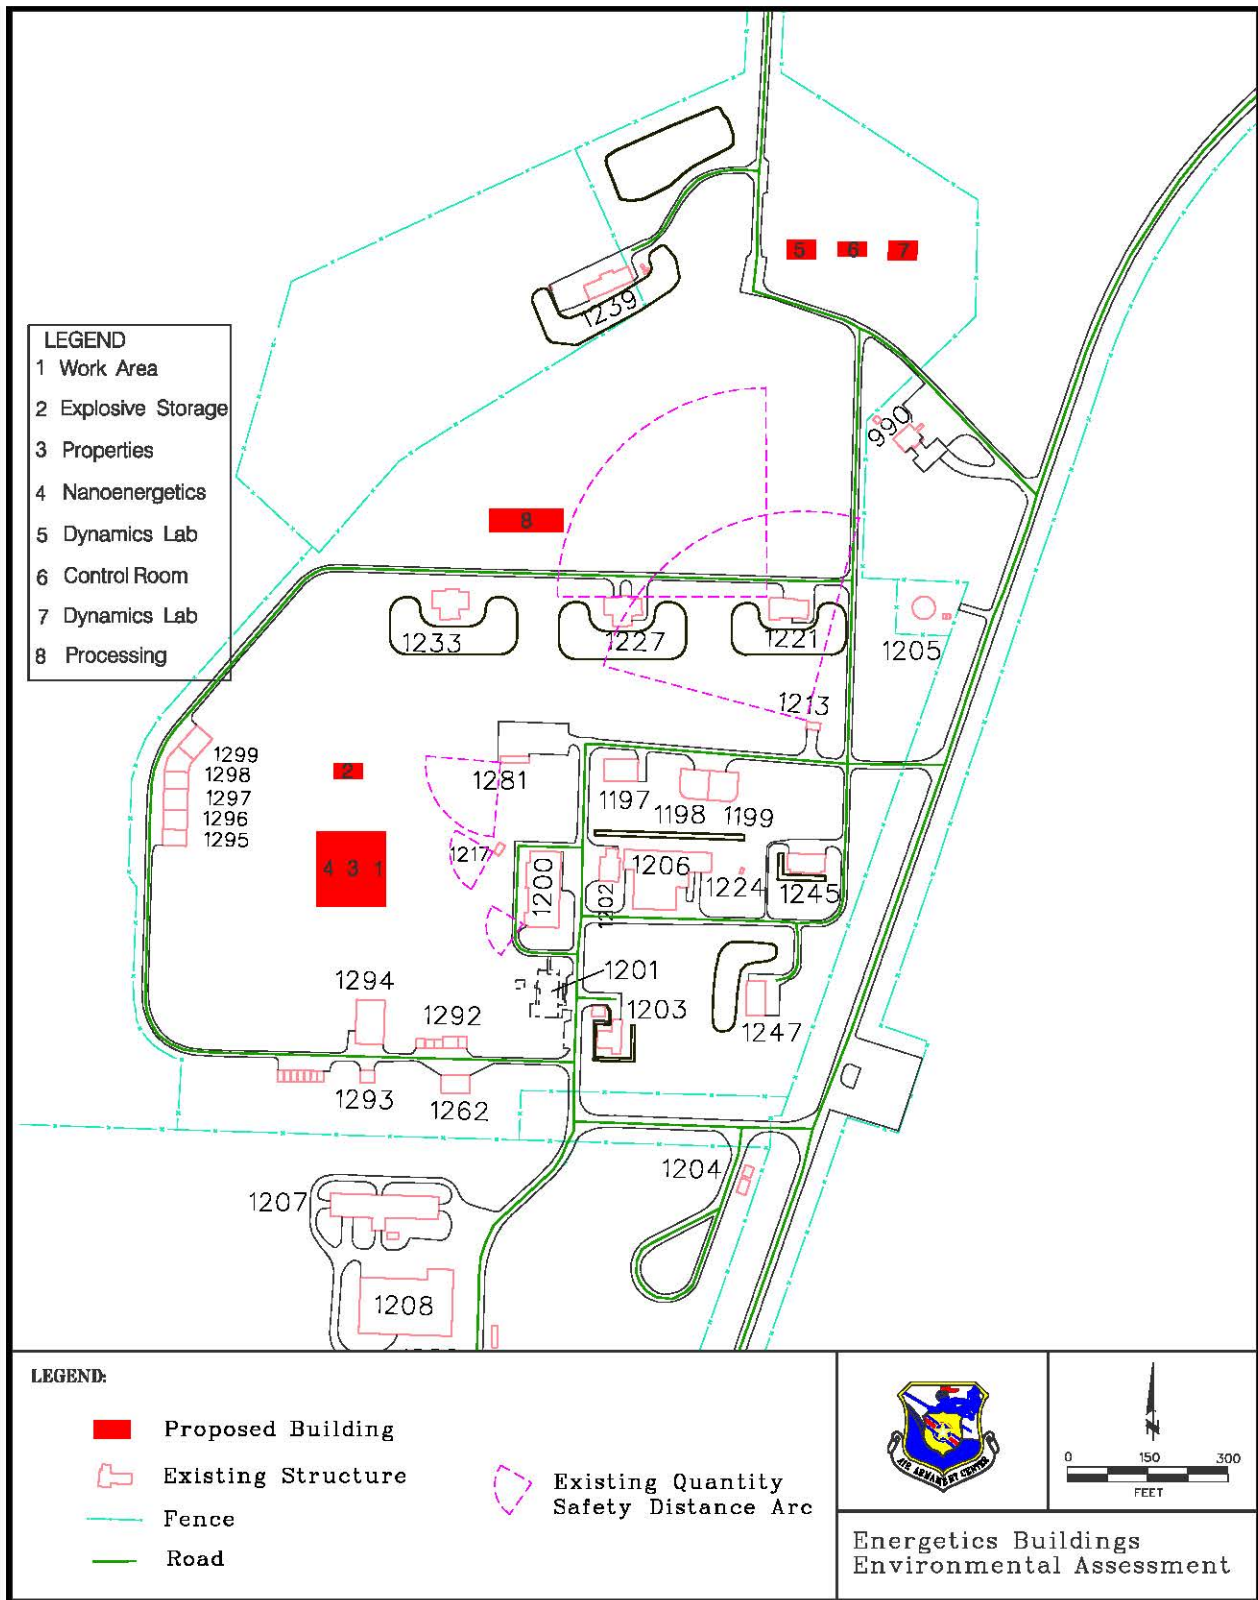 5 6 7
1239
LEGEND
1 Work Area
2 Explosive Storage
3 Properties
4 Nanoenergetics
5 Dynamics Lab
6 Control Room
7 Dynamics Lab
8 Processing
990
8
1233
1227
1221
1205
1213
1299
1298
1297
1296
1295
2
1281
1197
1198
1199
1217
1200
1202
1206
1224
1245
4 3 1
1201
1203
1247
1294
1292
1293
1262
1204
1207
1208
LEGEND:
Proposed Building
Existing Structure
Fence
Road
Existing Quantity
Safety Distance Arc
AIR ARMAMENT CENTER
N
0 150 300
FEET
Energetics Buildings
Environmental Assessment